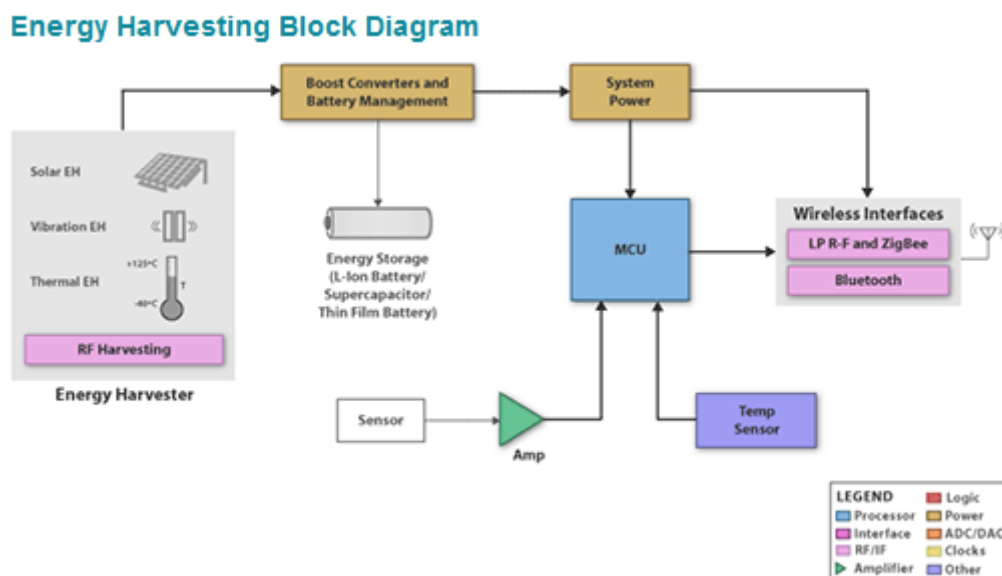 Energy Harvesting Block Diagram
Boost Converters and
Battery Management
System
Power
Solar EH
Vibration EH
+125°C
Thermal EH
T
-40°C
RF Harvesting
Energy Harvester
Energy Storage
(L-Ion Battery/
Supercapacitor/
Thin Film Battery)
MCU
Wireless Interfaces
LP R-F and ZigBee
Bluetooth
Sensor
Amp
Temp
Sensor
LEGEND
Processor
Interface
RF/IF
Amplifier
Logic
Power
ADC/DAC
Clocks
Other